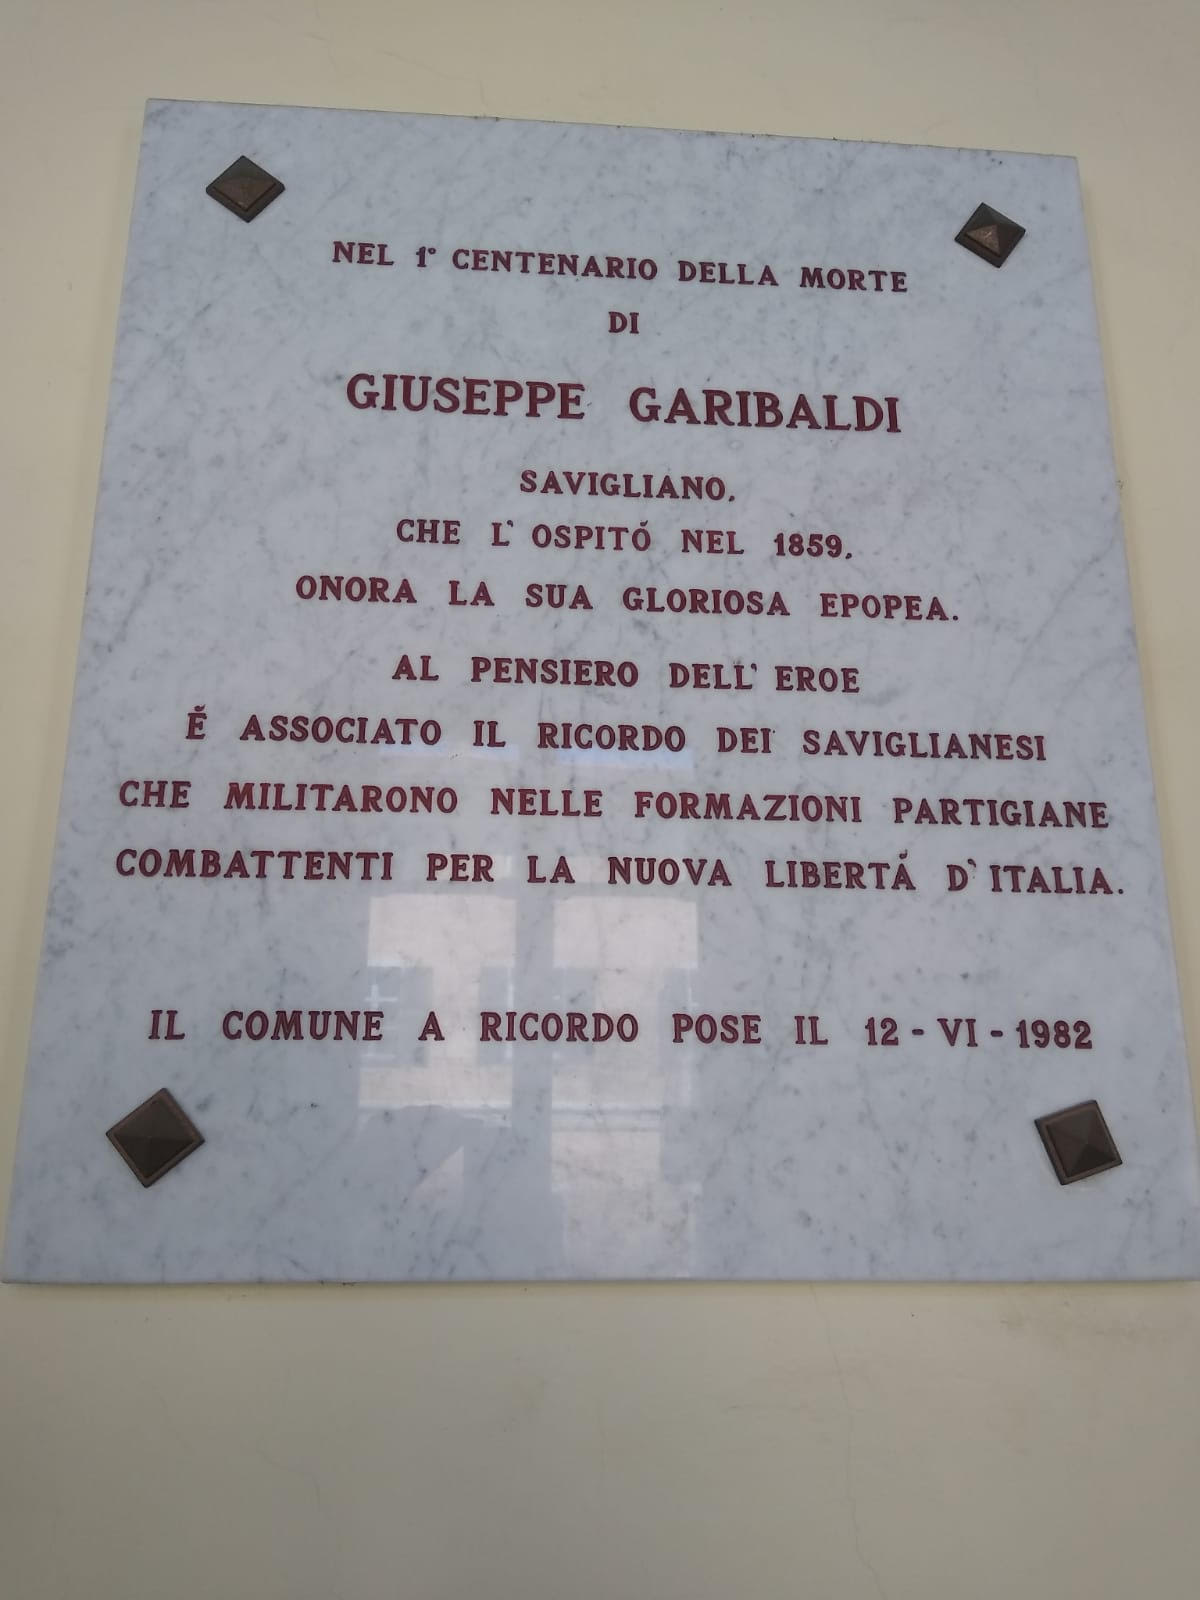 NEL 1° CENTENARIO DELLA MORTE
DI
GIUSEPPE GARIBALDI
SAVIGLIANO,
CHE L'OSPITÓ NEL 1859,
ONORA LA SUA GLORIOSA EPOPEA.
AL PENSIERO DELL'EROE
É ASSOCIATO IL RICORDO DEI SAVIGLIANESI
CHE MILITARONO NELLE FORMAZIONI PARTIGIANE
COMBATTENTI PER LA NUOVA LIBERTÁ D'ITALIA.
IL COMUNE A RICORDO POSE IL 12-VI-1982